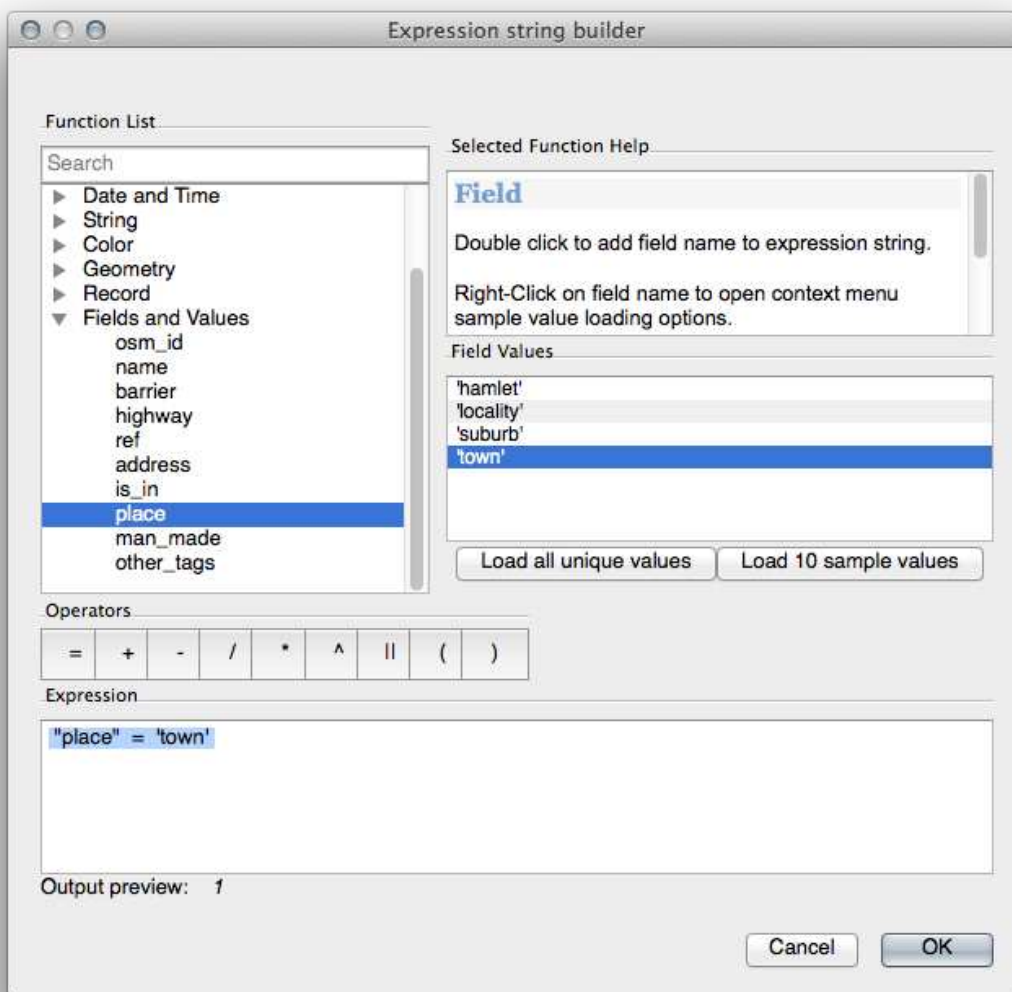 Expression string builder
Function List
Search
Date and Time
String
Color
Geometry
Record
Fields and Values
osm_id
name
barrier
highway
ref
address
is_in
place
man_made
other_tags
Selected Function Help
Field
Double click to add field name to expression string.
Right-Click on field name to open context menu
sample value loading options.
Field Values
'hamlet'
'locality'
'suburb'
'town'
Load all unique values Load 10 sample values
Operators
= + - / * ^ || ( )
Expression
"place" = 'town'
Output preview: 1
Cancel OK